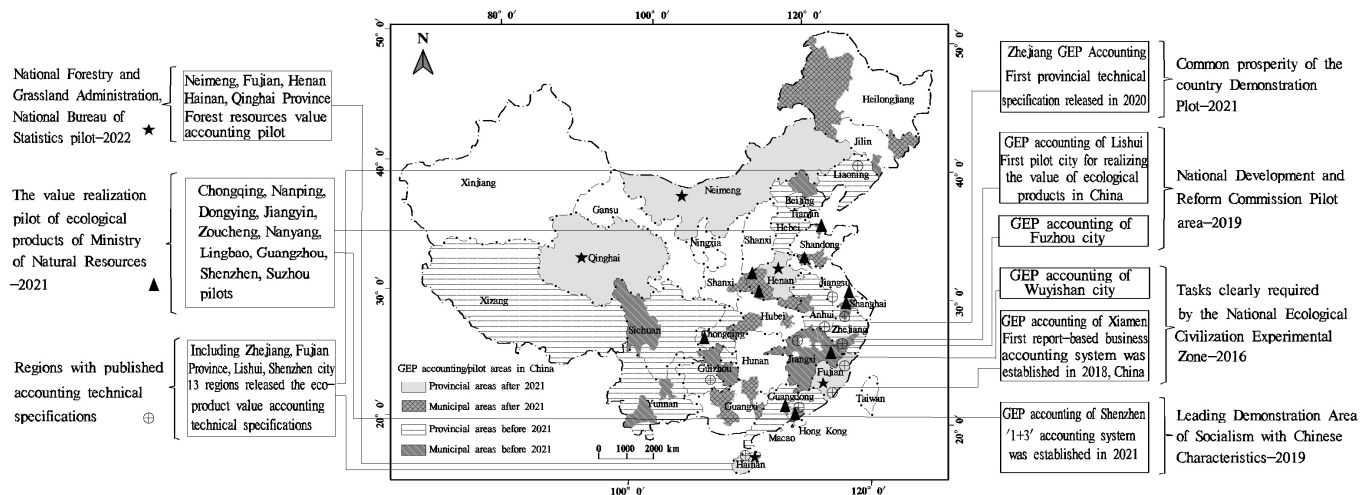 80° 0′
100° 0′
120° 0′
National Forestry and
Grassland Administration,
National Bureau of
Statistics pilot—2022
Neimeng, Fujian, Henan
Hainan, Qinghai Province
Forest resources value
accounting pilot
The value realization
pilot of ecological
products of Ministry
of Natural Resources
—2021
Chongqing, Nanping,
Dongying, Jiangyin,
Zoucheng, Nanyang,
Lingbao, Guangzhou,
Shenzhen, Suzhou
pilots
Regions with published
accounting technical
specifications
Including Zhejiang, Fujian
Province, Lishui, Shenzhen city
13 regions released the eco-
product value accounting
technical specifications
50° 0′
40° 0′
30° 0′
20° 0′
N
Heilongjiang
Jilin
Liaoning
Xinjiang
Neimeng
Beijing
Tianjin
Gansu
Hebei
Ningxia
Shanxi
Shandong
Qinghai
Shanxi
Henan
Jiangsu
Shanghai
Xizang
Sichuan
Hubei
Anhui
Zhejiang
Chongqing
Hunan
Jiangxi
Guizhou
Fujian
Yunnan
Guangxi
Guangdong
Taiwan
Hong Kong
Macao
Hainan
GEP accounting/pilot areas in China
Provincial areas after 2021
Municipal areas after 2021
Provincial areas before 2021
Municipal areas before 2021
0 1000 2000 km
50° 0′
40° 0′
30° 0′
20° 0′
100° 0′
120° 0′
Zhejiang GEP Accounting
First provincial technical
specification released in 2020
Common prosperity of the
country Demonstration
Plot—2021
GEP accounting of Lishui
First pilot city for realizing
the value of ecological
products in China
GEP accounting of
Fuzhou city
National Development and
Reform Commission Pilot
area—2019
GEP accounting of
Wuyishan city
GEP accounting of Xiamen
First report—based business
accounting system was
established in 2018, China
Tasks clearly required
by the National Ecological
Civilization Experimental
Zone—2016
GEP accounting of Shenzhen
′1+3′ accounting system
was established in 2021
Leading Demonstration Area
of Socialism with Chinese
Characteristics—2019